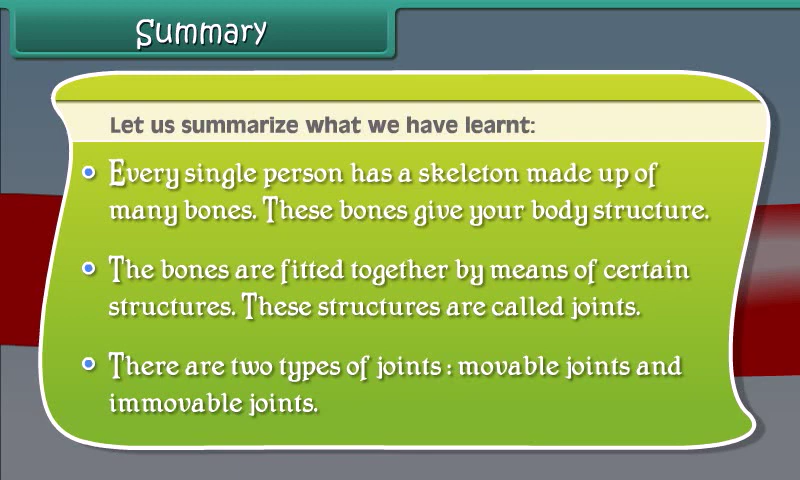 Summary
Let us summarize what we have learnt:
Every single person has a skeleton made up of
many bones. These bones give your body structure.
The bones are fitted together by means of certain
structures. These structures are called joints.
There are two types of joints : movable joints and
immovable joints.